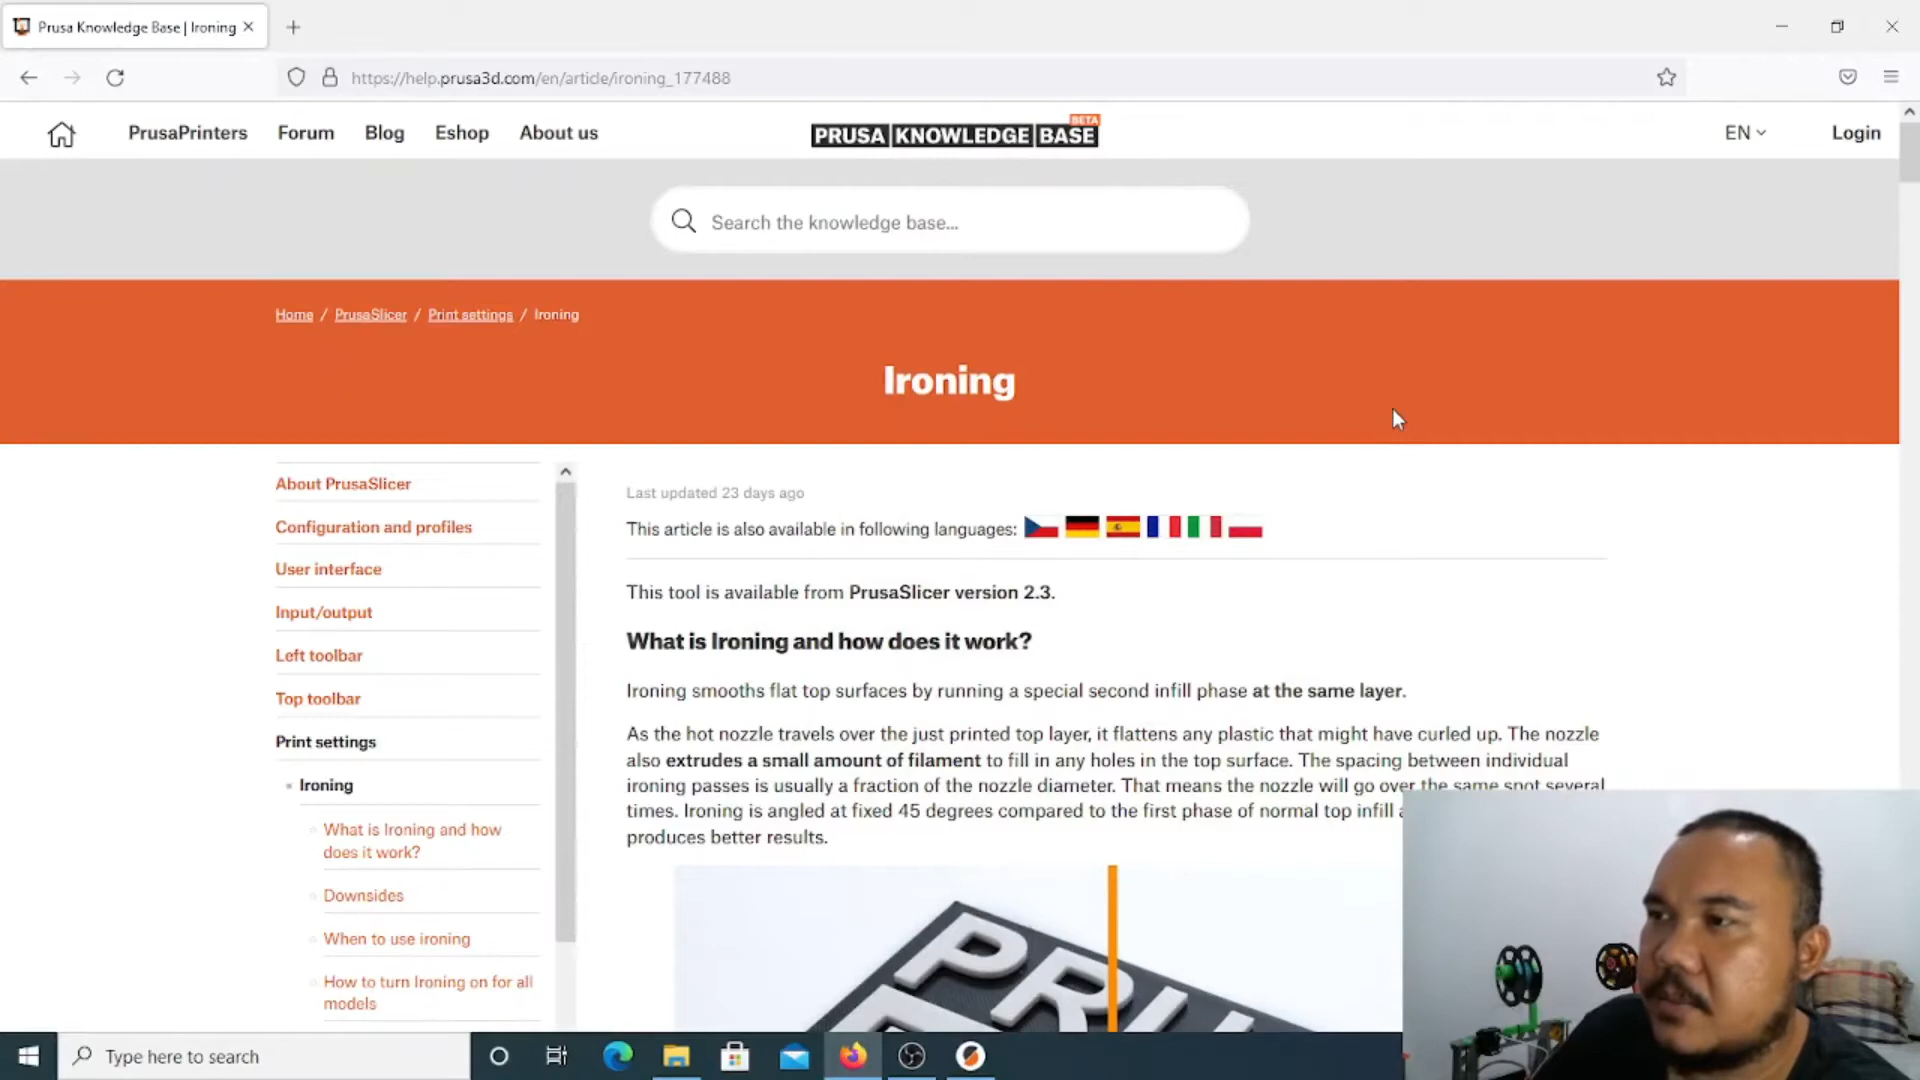 Prusa Knowledge Base | Ironing
https://help.prusa3d.com/en/article/ironing_177488
PrusaPrinters Forum Blog Eshop About us
PRUSA KNOWLEDGE BASE BETA
EN Login
Search the knowledge base...
Home / PrusaSlicer / Print settings / Ironing
Ironing
About PrusaSlicer
Configuration and profiles
User interface
Input/output
Left toolbar
Top toolbar
Print settings
Ironing
What is Ironing and how
does it work?
Downsides
When to use ironing
How to turn Ironing on for all
models
Last updated 23 days ago
This article is also available in following languages:
This tool is available from PrusaSlicer version 2.3.
What is Ironing and how does it work?
Ironing smooths flat top surfaces by running a special second infill phase at the same layer.
As the hot nozzle travels over the just printed top layer, it flattens any plastic that might have curled up. The nozzle
also extrudes a small amount of filament to fill in any holes in the top surface. The spacing between individual
ironing passes is usually a fraction of the nozzle diameter. That means the nozzle will go over the same spot several
times. Ironing is angled at fixed 45 degrees compared to the first phase of normal top infill
produces better results.
PRU
Type here to search